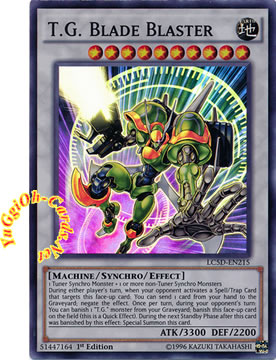 T.G. Blade Blaster
EARTH
地
YuGgiOh-Cards.Net
LC5D-EN215
[Machine/Synchro/Effect]
1 Tuner Synchro Monster + 1 or more non-Tuner Synchro Monsters
During either player's turn, when your opponent activates a Spell/Trap Card
that targets this face-up card: You can send 1 card from your hand to the
Graveyard; negate the effect. Once per turn, during your opponent's turn:
You can banish 1 "T.G." monster from your Graveyard; banish this face-up card
on the field (this is a Quick Effect). During the next Standby Phase after this card
was banished by this effect: Special Summon this card.
ATK/3300 DEF/2200
51447164 1st Edition
©1996 KAZUKI TAKAHASHI